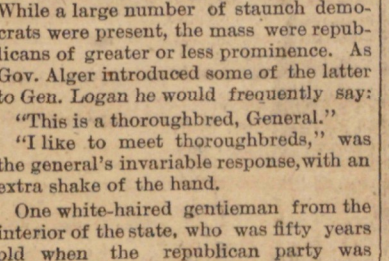 While a large number of staunch demo-
crats were present, the mass were repub-
licans of greater or less prominence. As
Gov. Alger introduced some of the latter
to Gen. Logan he would frequently say:
"This is a thoroughbred, General."
"I like to meet thoroughbreds," was
the general's invariable response, with an
extra shake of the hand.
One white-haired gentleman from the
interior of the state, who was fifty years
old when the republican party was